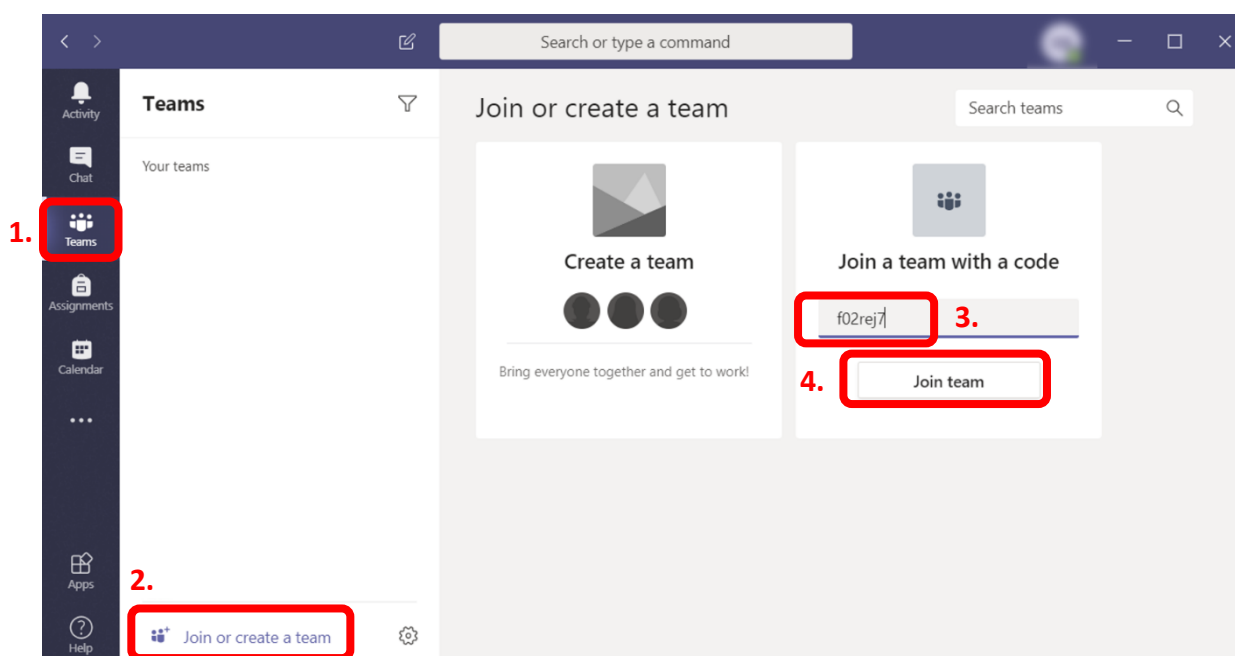 Search or type a command
Activity
Chat
1.
Teams
Assignments
Calendar
Apps
Help
Teams
Your teams
2.
Join or create a team
Join or create a team
Search teams
Create a team
Bring everyone together and get to work!
Join a team with a code
f02rej7
3.
4.
Join team